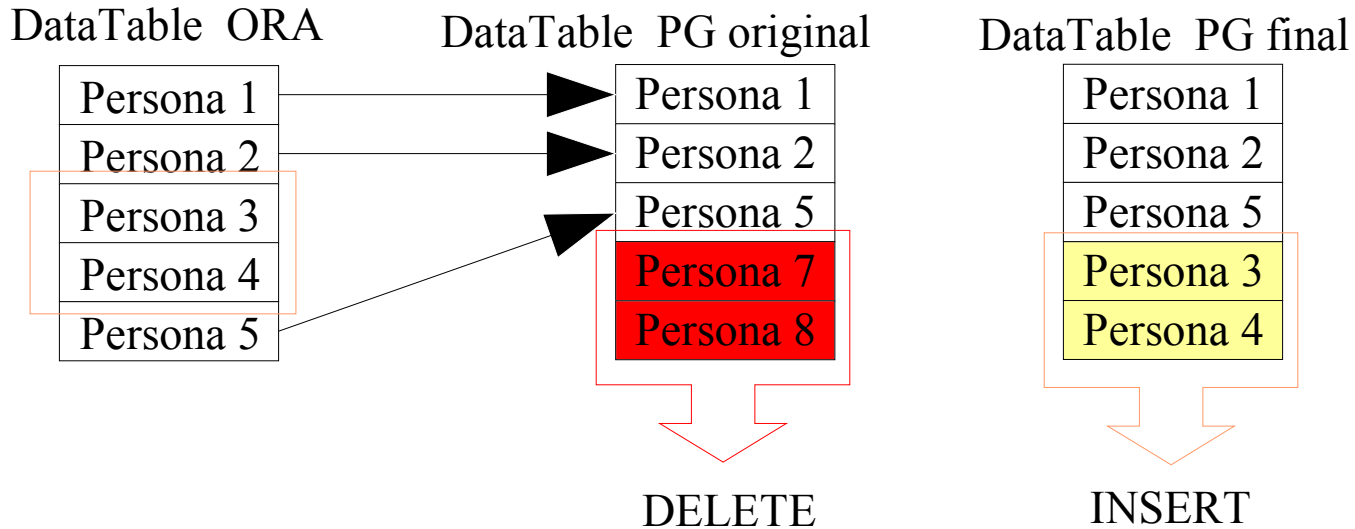 DataTable ORA
Persona 1
Persona 2
Persona 3
Persona 4
Persona 5
DataTable PG original
Persona 1
Persona 2
Persona 5
Persona 7
Persona 8
DELETE
DataTable PG final
Persona 1
Persona 2
Persona 5
Persona 3
Persona 4
INSERT